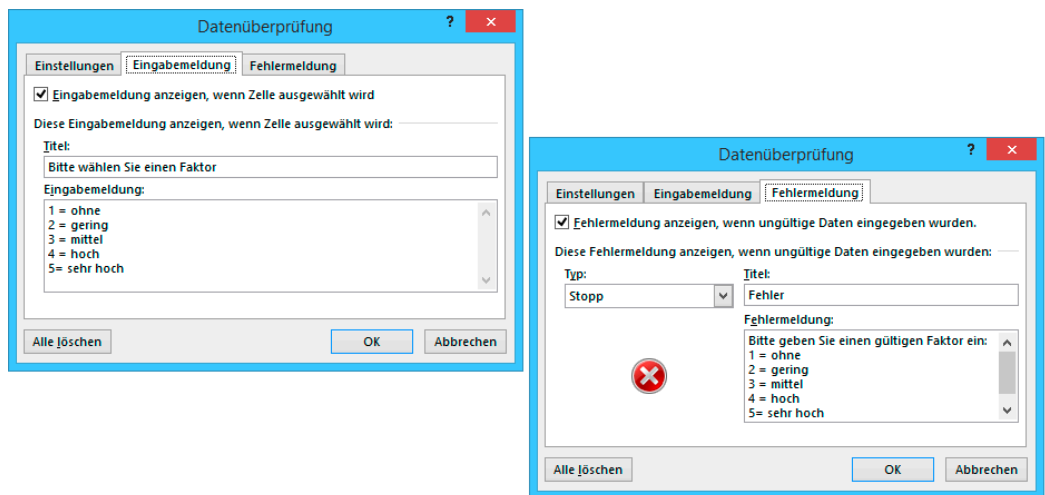 Datenüberprüfung ?
Einstellungen Eingabemeldung Fehlermeldung
Eingabemeldung anzeigen, wenn Zelle ausgewählt wird
Diese Eingabemeldung anzeigen, wenn Zelle ausgewählt wird:
Titel:
Bitte wählen Sie einen Faktor
Eingabemeldung:
1 = ohne
2 = gering
3 = mittel
4 = hoch
5= sehr hoch
Alle löschen OK Abbrechen
Datenüberprüfung ?
Einstellungen Eingabemeldung Fehlermeldung
Fehlermeldung anzeigen, wenn ungültige Daten eingegeben wurden.
Diese Fehlermeldung anzeigen, wenn ungültige Daten eingegeben wurden:
Typ: Titel:
Stopp Fehler
Fehlermeldung:
Bitte geben Sie einen gültigen Faktor ein:
1 = ohne
2 = gering
3 = mittel
4 = hoch
5= sehr hoch
Alle löschen OK Abbrechen